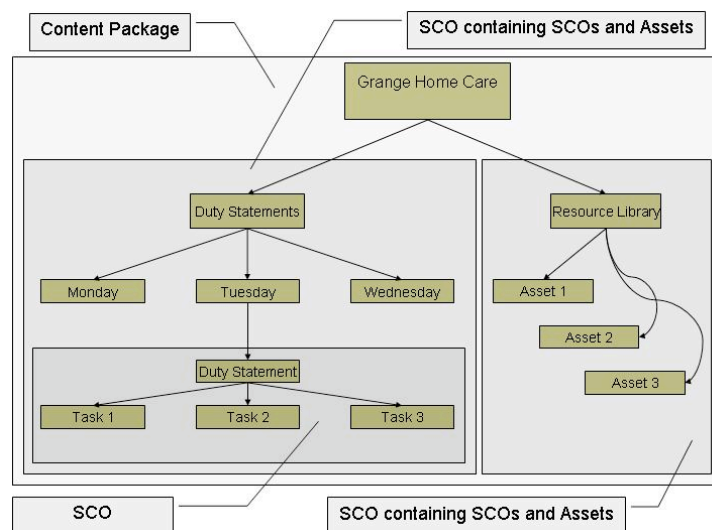 Content Package
SCO containing SCOs and Assets
Grange Home Care
Duty Statements
Resource Library
Monday
Tuesday
Wednesday
Asset 1
Asset 2
Duty Statement
Asset 3
Task 1
Task 2
Task 3
SCO
SCO containing SCOs and Assets